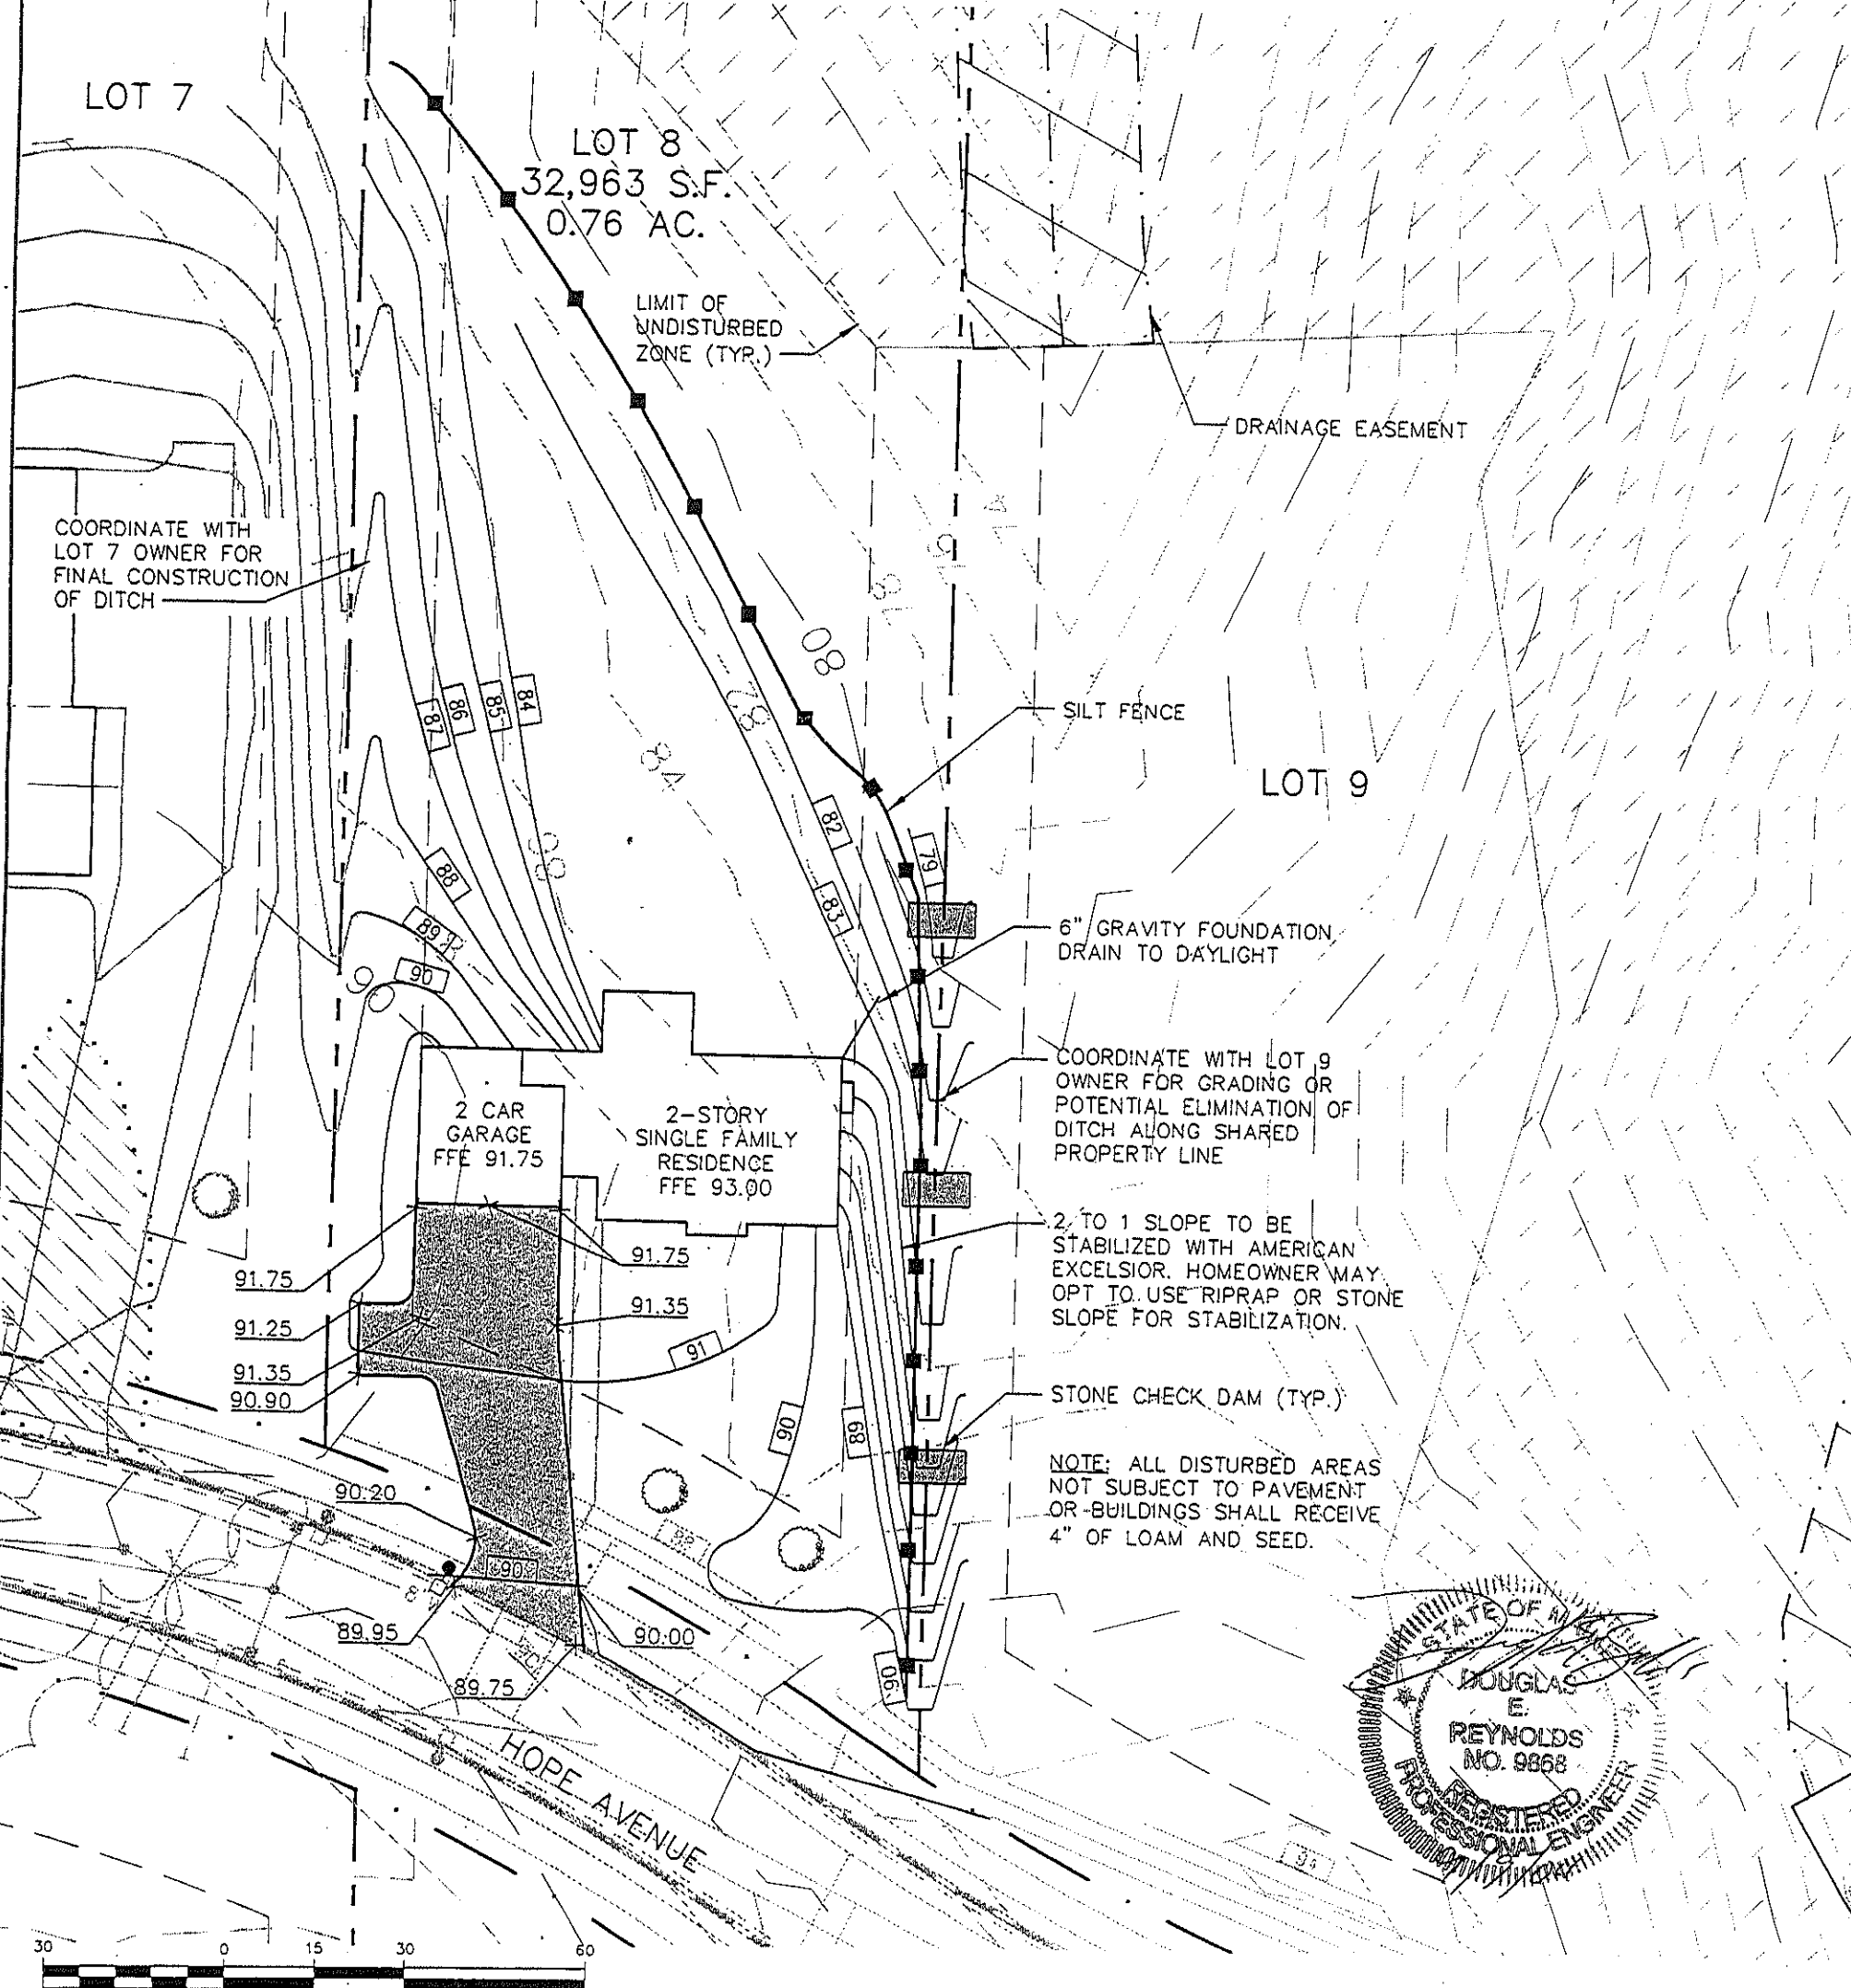 LOT 7
LOT 8
32,963 S.F.
0.76 AC.
LIMIT OF
UNDISTURBED
ZONE (TYP.)
DRAINAGE EASEMENT
COORDINATE WITH
LOT 7 OWNER FOR
FINAL CONSTRUCTION
OF DITCH
76
78
80
82
84
84
85
86
87
SILT FENCE
LOT 9
82
79
83
86
88
89
90
90
6" GRAVITY FOUNDATION
DRAIN TO DAYLIGHT
COORDINATE WITH LOT 9
OWNER FOR GRADING OR
POTENTIAL ELIMINATION OF
DITCH ALONG SHARED
PROPERTY LINE
2 CAR
GARAGE
FFE 91.75
2-STORY
SINGLE FAMILY
RESIDENCE
FFE 93.00
2 TO 1 SLOPE TO BE
STABILIZED WITH AMERICAN
EXCELSIOR. HOMEOWNER MAY
OPT TO USE RIPRAP OR STONE
SLOPE FOR STABILIZATION.
91.75
91.75
91.25
91.35
91.35
90.90
91
90
89
STONE CHECK DAM (TYP.)
NOTE: ALL DISTURBED AREAS
NOT SUBJECT TO PAVEMENT
OR BUILDINGS SHALL RECEIVE
4" OF LOAM AND SEED.
90.20
90
89.95
90.00
89.75
90
HOPE AVENUE
94
STATE OF MAINE
DOUGLAS
E.
REYNOLDS
NO. 9868
REGISTERED
PROFESSIONAL ENGINEER
30 0 15 30 60